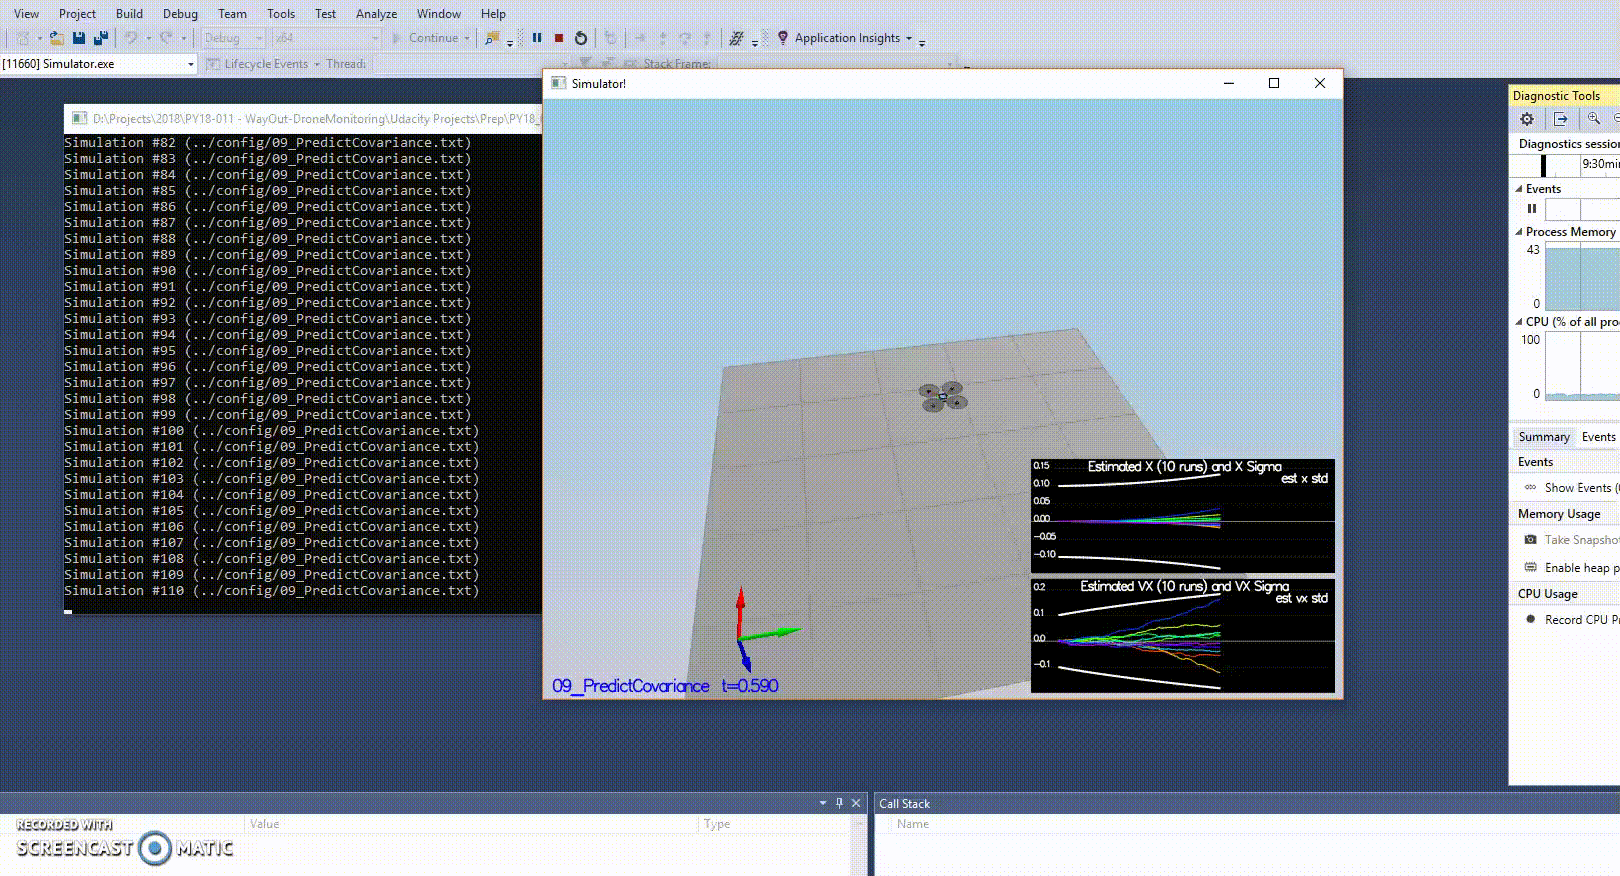 View Project Build Debug Team Tools Test Analyze Window Help
Debug x64 Continue Application Insights
[11660] Simulator.exe Lifecycle Events Thread: Stack Frame:
Simulator!
D:\Projects\2018\PY18-011 - WayOut-DroneMonitoring\Udacity Projects\Prep\PY18_
Simulation #82 (../config/09_PredictCovariance.txt)
Simulation #83 (../config/09_PredictCovariance.txt)
Simulation #84 (../config/09_PredictCovariance.txt)
Simulation #85 (../config/09_PredictCovariance.txt)
Simulation #86 (../config/09_PredictCovariance.txt)
Simulation #87 (../config/09_PredictCovariance.txt)
Simulation #88 (../config/09_PredictCovariance.txt)
Simulation #89 (../config/09_PredictCovariance.txt)
Simulation #90 (../config/09_PredictCovariance.txt)
Simulation #91 (../config/09_PredictCovariance.txt)
Simulation #92 (../config/09_PredictCovariance.txt)
Simulation #93 (../config/09_PredictCovariance.txt)
Simulation #94 (../config/09_PredictCovariance.txt)
Simulation #95 (../config/09_PredictCovariance.txt)
Simulation #96 (../config/09_PredictCovariance.txt)
Simulation #97 (../config/09_PredictCovariance.txt)
Simulation #98 (../config/09_PredictCovariance.txt)
Simulation #99 (../config/09_PredictCovariance.txt)
Simulation #100 (../config/09_PredictCovariance.txt)
Simulation #101 (../config/09_PredictCovariance.txt)
Simulation #102 (../config/09_PredictCovariance.txt)
Simulation #103 (../config/09_PredictCovariance.txt)
Simulation #104 (../config/09_PredictCovariance.txt)
Simulation #105 (../config/09_PredictCovariance.txt)
Simulation #106 (../config/09_PredictCovariance.txt)
Simulation #107 (../config/09_PredictCovariance.txt)
Simulation #108 (../config/09_PredictCovariance.txt)
Simulation #109 (../config/09_PredictCovariance.txt)
Simulation #110 (../config/09_PredictCovariance.txt)
Estimated X (10 runs) and X Sigma
est x std
0.15
0.10
0.05
0.00
-0.05
-0.10
Estimated VX (10 runs) and VX Sigma
est vx std
0.2
0.1
0.0
-0.1
09_PredictCovariance t=0.590
Diagnostic Tools
Diagnostics session
9:30min
Events
Process Memory
43
0
CPU (% of all pro
100
0
Summary Events
Events
Show Events (
Memory Usage
Take Snapshot
Enable heap p
CPU Usage
Record CPU Pr
Value Type
Call Stack
Name
RECORDED WITH
SCREENCAST MATIC